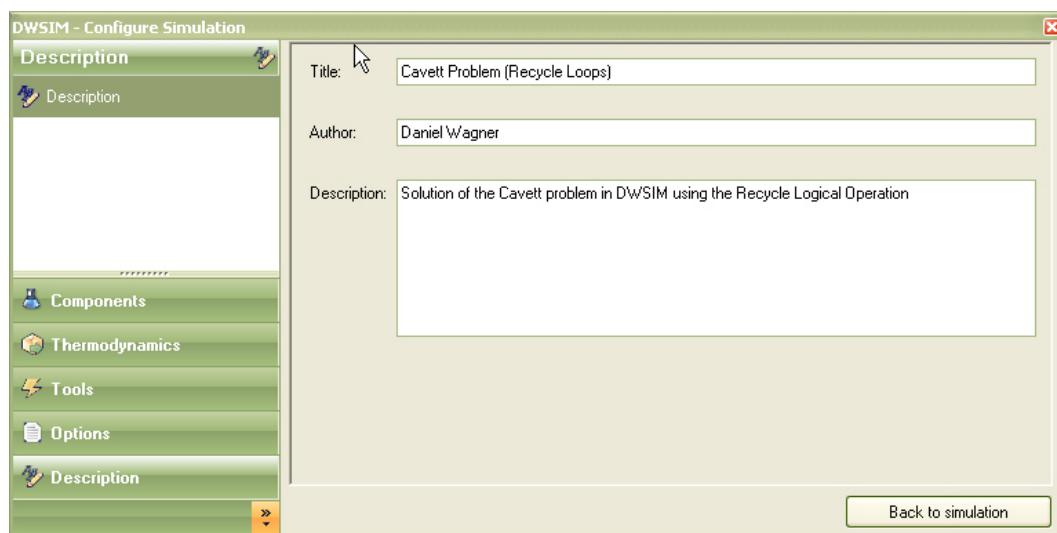 DWSIM - Configure Simulation
Description
Description
Components
Thermodynamics
Tools
Options
Description
Title: Cavett Problem (Recycle Loops)
Author: Daniel Wagner
Description: Solution of the Cavett problem in DWSIM using the Recycle Logical Operation
Back to simulation